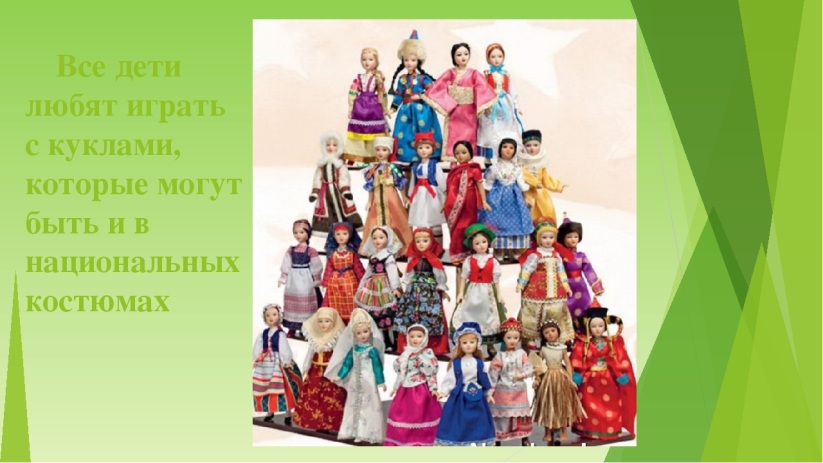 Все дети
любят играть
с куклами,
которые могут
быть и в
национальных
костюмах